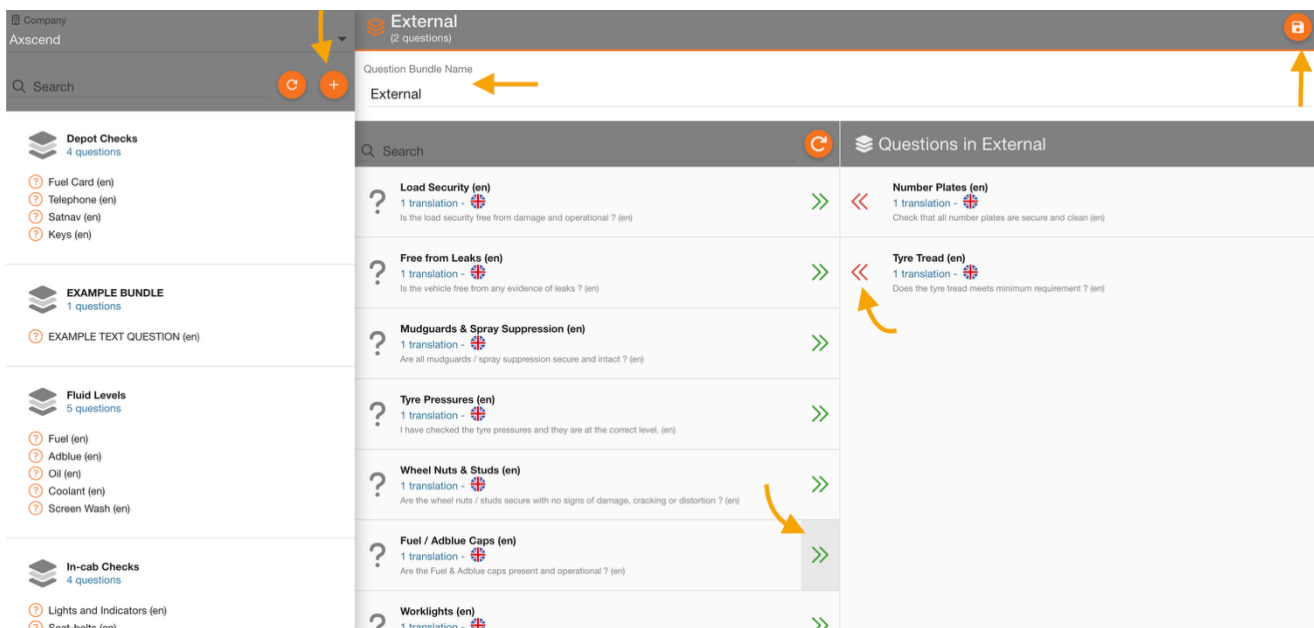 Company
Axscend
Search
Depot Checks
4 questions
Fuel Card (en)
Telephone (en)
Satnav (en)
Keys (en)
EXAMPLE BUNDLE
1 questions
EXAMPLE TEXT QUESTION (en)
Fluid Levels
5 questions
Fuel (en)
Adblue (en)
Oil (en)
Coolant (en)
Screen Wash (en)
In-cab Checks
4 questions
Lights and Indicators (en)
Seat-belts (en)
External
(2 questions)
Question Bundle Name
External
Search
Load Security (en)
1 translation -
Is the load security free from damage and operational ? (en)
Free from Leaks (en)
1 translation -
Is the vehicle free from any evidence of leaks ? (en)
Mudguards & Spray Suppression (en)
1 translation -
Are all mudguards / spray suppression secure and intact ? (en)
Tyre Pressures (en)
1 translation -
I have checked the tyre pressures and they are at the correct level. (en)
Wheel Nuts & Studs (en)
1 translation -
Are the wheel nuts / studs secure with no signs of damage, cracking or distortion ? (en)
Fuel / Adblue Caps (en)
1 translation -
Are the Fuel & Adblue caps present and operational ? (en)
Worklights (en)
1 translation -
Questions in External
Number Plates (en)
1 translation -
Check that all number plates are secure and clean (en)
Tyre Tread (en)
1 translation -
Does the tyre tread meets minimum requirement ? (en)